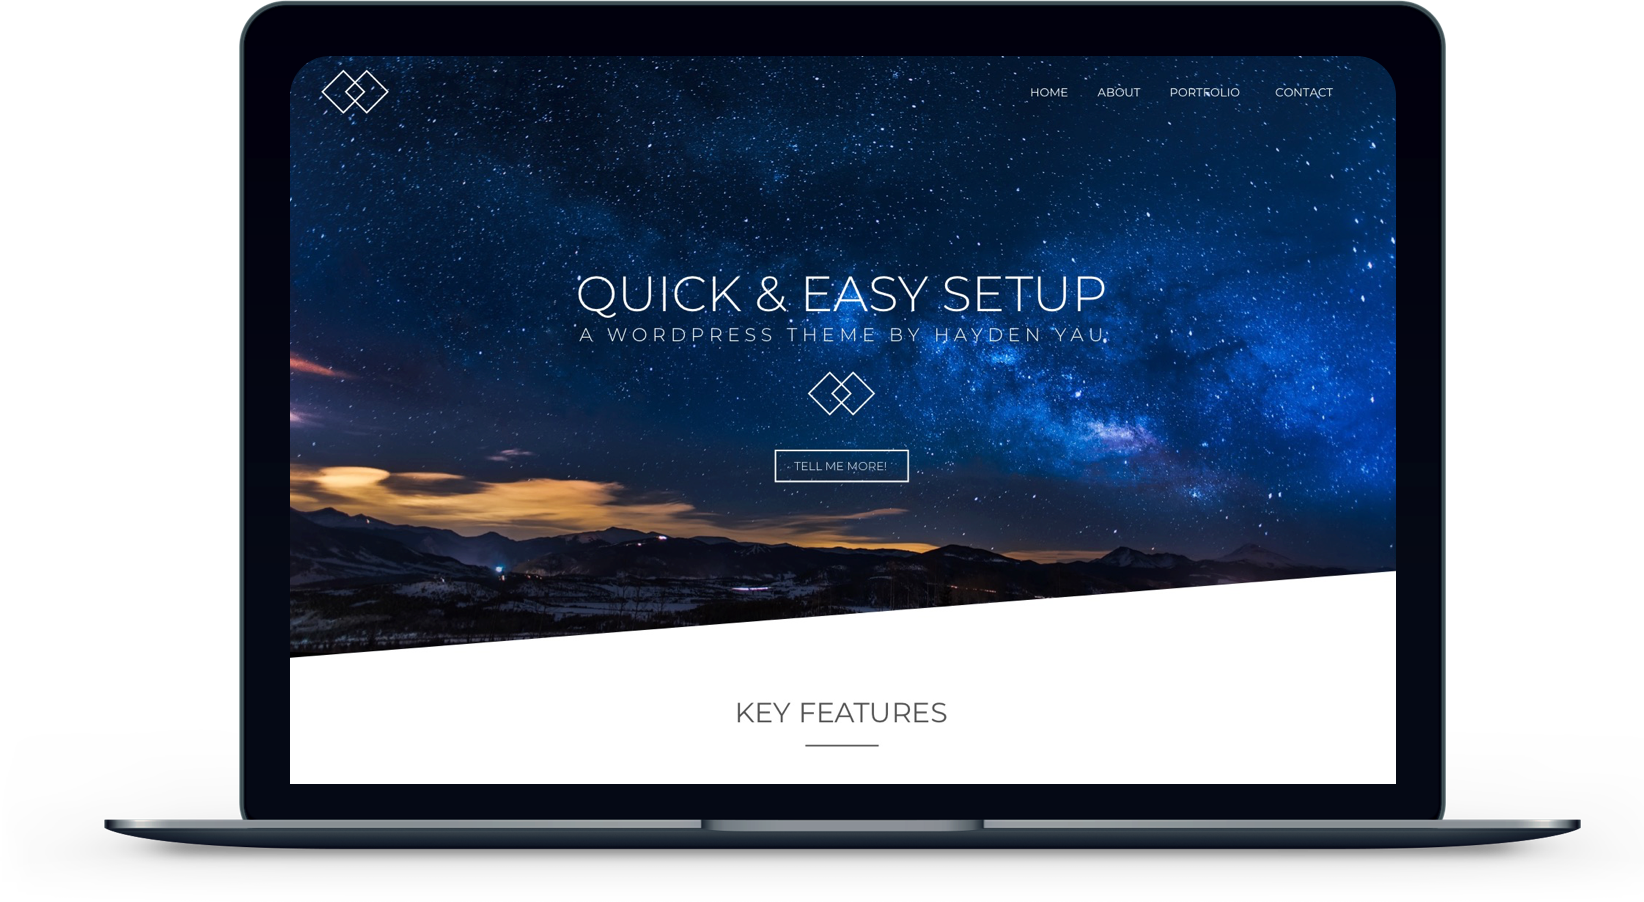 HOME ABOUT PORTFOLIO CONTACT
QUICK & EASY SETUP
A WORDPRESS THEME BY HAYDEN YAU
TELL ME MORE!
KEY FEATURES